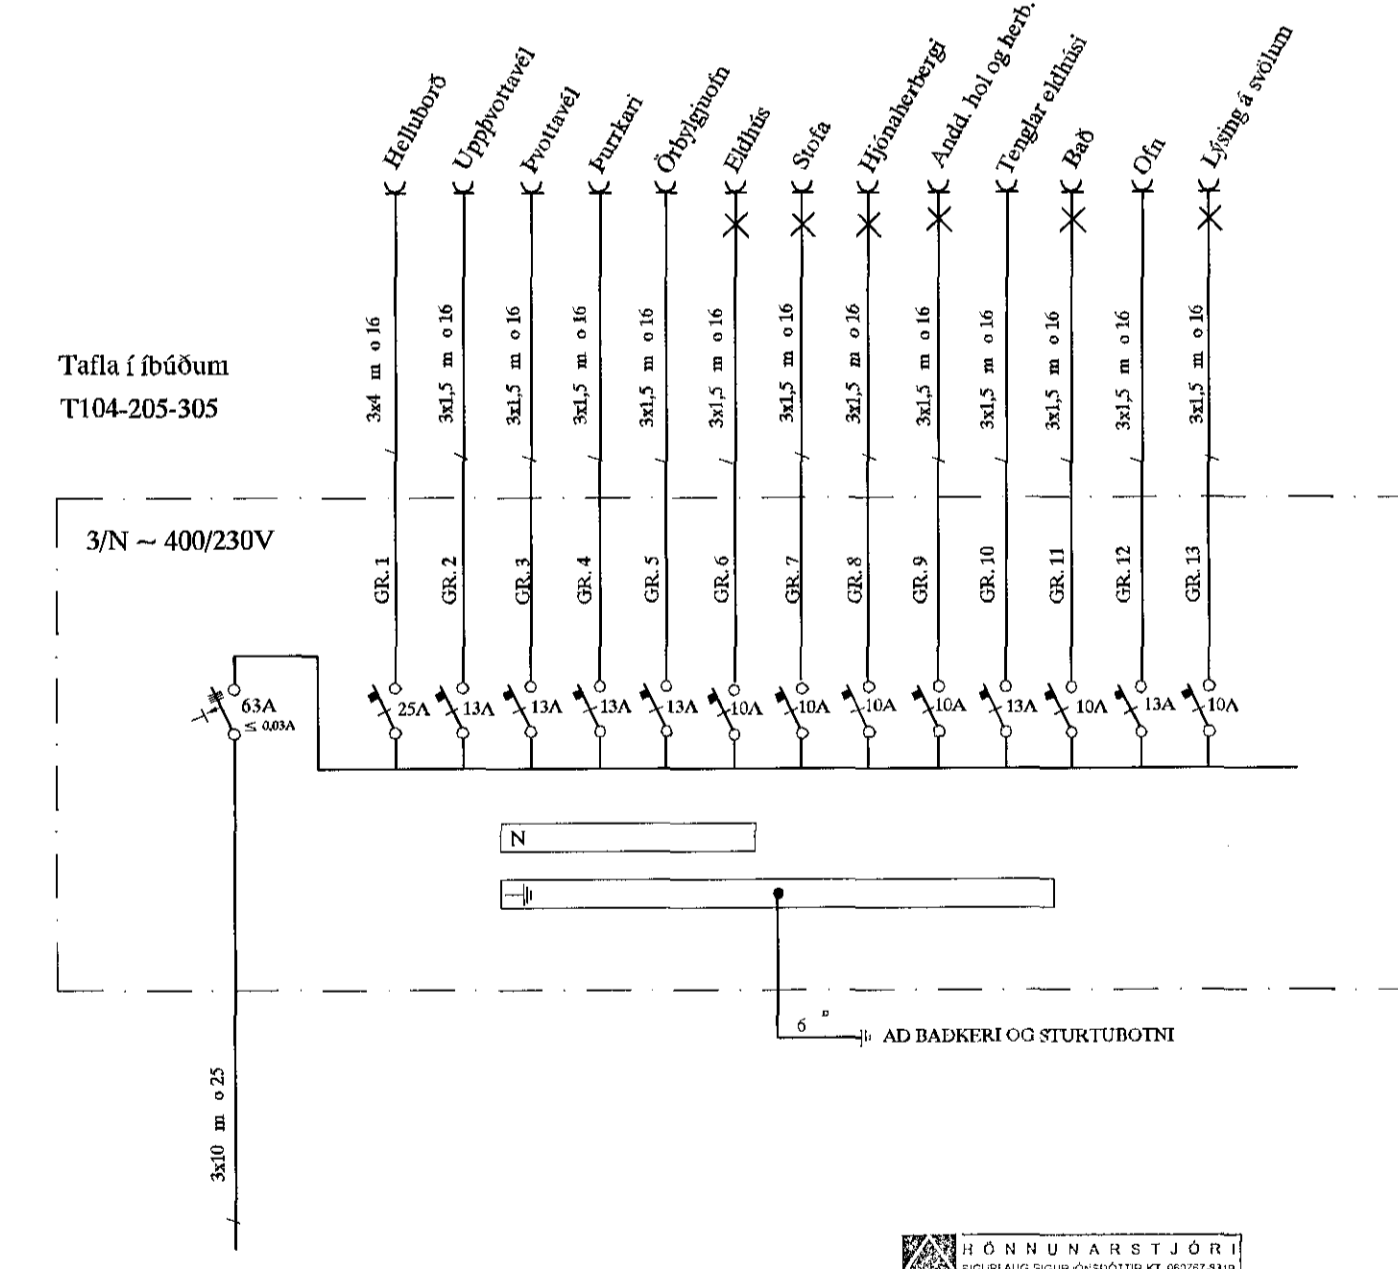 Helluborð
Uppþvottavél
Þvottavél
Þurrkari
Örbylgjuofn
Eldhús
Stofa
Hjónaherbergi
Andd. hol og herb.
Tenglar eldhúsi
Bað
Ofn
Lýsing á svölum
3x4 m o 16
3x1,5 m o 16
3x1,5 m o 16
3x1,5 m o 16
3x1,5 m o 16
3x1,5 m o 16
3x1,5 m o 16
3x1,5 m o 16
3x1,5 m o 16
3x1,5 m o 16
3x1,5 m o 16
3x1,5 m o 16
3x1,5 m o 16
Tafla í íbúðum
T104-205-305
3/N ~ 400/230V
GR. 1
GR. 2
GR. 3
GR. 4
GR. 5
GR. 6
GR. 7
GR. 8
GR. 9
GR. 10
GR. 11
GR. 12
GR. 13
63A
≤ 0,03A
25A
13A
13A
13A
13A
10A
10A
10A
10A
13A
10A
13A
10A
N
6 ▫
AD BADKERI OG STURTUBOTNI
3x10 m o 25
HÖNNUNARSTJÓRI